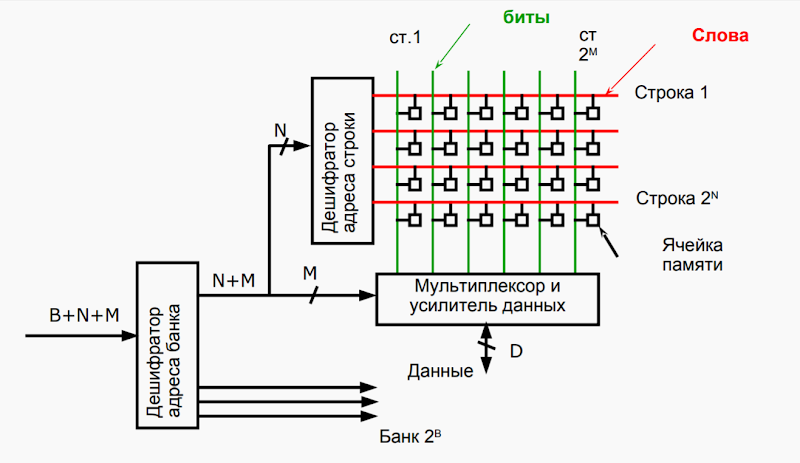 биты
Слова
ст.1
ст
2ᴹ
Строка 1
N
Дешифратор
адреса строки
Строка 2ᴺ
Ячейка
памяти
N+M
M
Мультиплексор и
усилитель данных
B+N+M
Дешифратор
адреса банка
D
Данные
Банк 2ᴮ